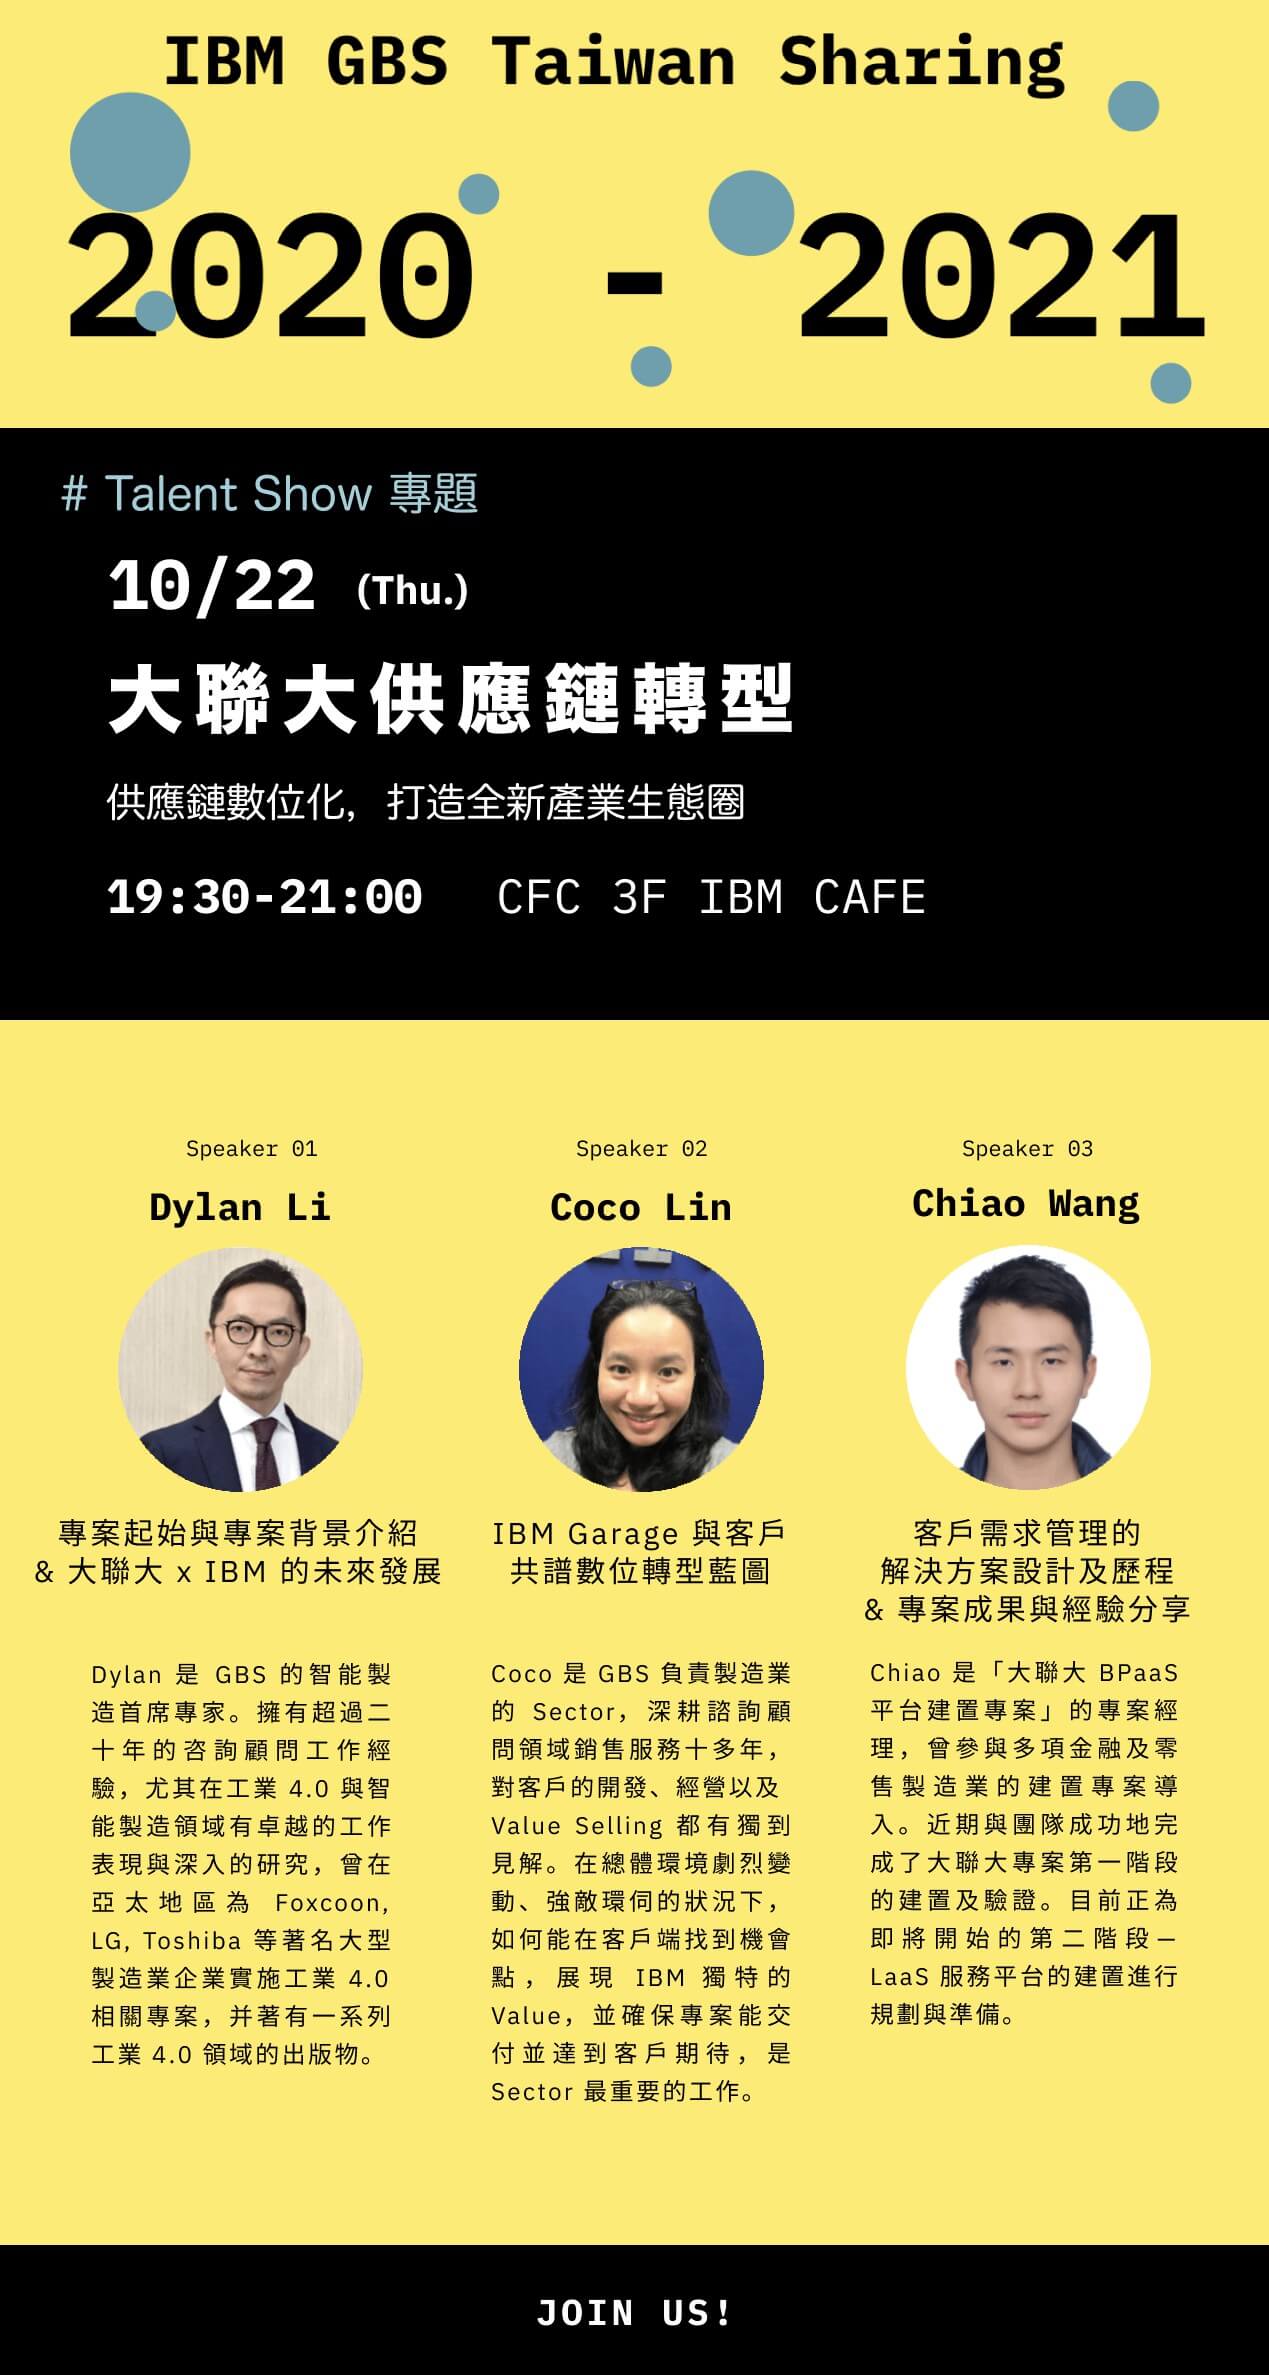 IBM GBS Taiwan Sharing
2020 - 2021
# Talent Show 專題
10/22 (Thu.)
大聯大供應鏈轉型
供應鏈數位化，打造全新產業生態圈
19:30-21:00 CFC 3F IBM CAFE
Speaker 01
Dylan Li
專案起始與專案背景介紹
& 大聯大 x IBM 的未來發展
Dylan 是 GBS 的智能製
造首席專家。擁有超過二
十年的咨詢顧問工作經
驗，尤其在工業 4.0 與智
能製造領域有卓越的工作
表現與深入的研究，曾在
亞太地區為 Foxcoon,
LG, Toshiba 等著名大型
製造業企業實施工業 4.0
相關專案，并著有一系列
工業 4.0 領域的出版物。
Speaker 02
Coco Lin
IBM Garage 與客戶
共譜數位轉型藍圖
Coco 是 GBS 負責製造業
的 Sector，深耕諮詢顧
問領域銷售服務十多年，
對客戶的開發、經營以及
Value Selling 都有獨到
見解。在總體環境劇烈變
動、強敵環伺的狀況下，
如何能在客戶端找到機會
點，展現 IBM 獨特的
Value，並確保專案能交
付並達到客戶期待，是
Sector 最重要的工作。
Speaker 03
Chiao Wang
客戶需求管理的
解決方案設計及歷程
& 專案成果與經驗分享
Chiao 是「大聯大 BPaaS
平台建置專案」的專案經
理，曾參與多項金融及零
售製造業的建置專案導
入。近期與團隊成功地完
成了大聯大專案第一階段
的建置及驗證。目前正為
即將開始的第二階段—
LaaS 服務平台的建置進行
規劃與準備。
JOIN US!